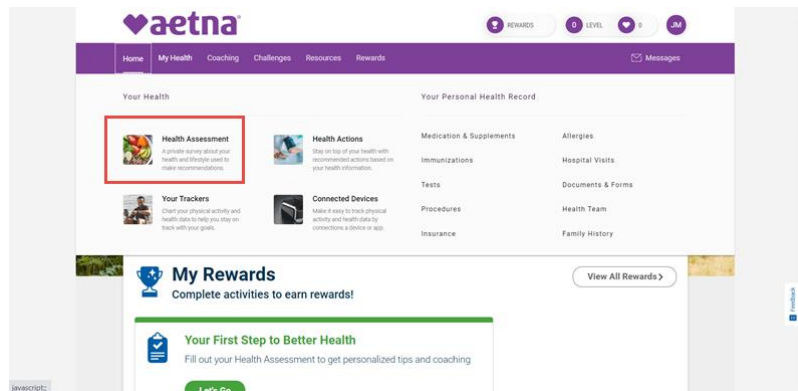 aetna
REWARDS
0 LEVEL
0
JM
Home My Health Coaching Challenges Resources Rewards
Messages
Your Health
Health Assessment
A private survey about your
health and lifestyle used to
make recommendations.
Health Actions
Stay on top of your health with
recommended actions based on
your health information.
Your Trackers
Chart your physical activity and
health data to help you stay on
track with your goals.
Connected Devices
Make it easy to track physical
activity and health data by
connections a device or app.
Your Personal Health Record
Medication & Supplements Allergies
Immunizations Hospital Visits
Tests Documents & Forms
Procedures Health Team
Insurance Family History
My Rewards
Complete activities to earn rewards!
View All Rewards >
Your First Step to Better Health
Fill out your Health Assessment to get personalized tips and coaching
Let's Go
Feedback
javascript:;